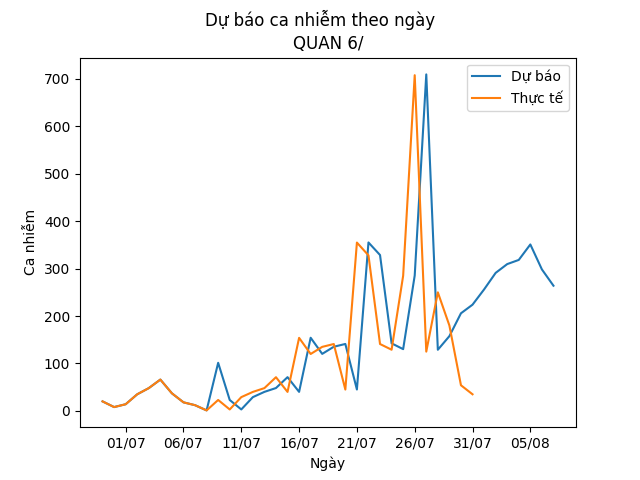 Dự báo ca nhiễm theo ngày
QUAN 6/
Dự báo
Thực tế
Ca nhiễm
700
600
500
400
300
200
100
0
01/07 06/07 11/07 16/07 21/07 26/07 31/07 05/08
Ngày